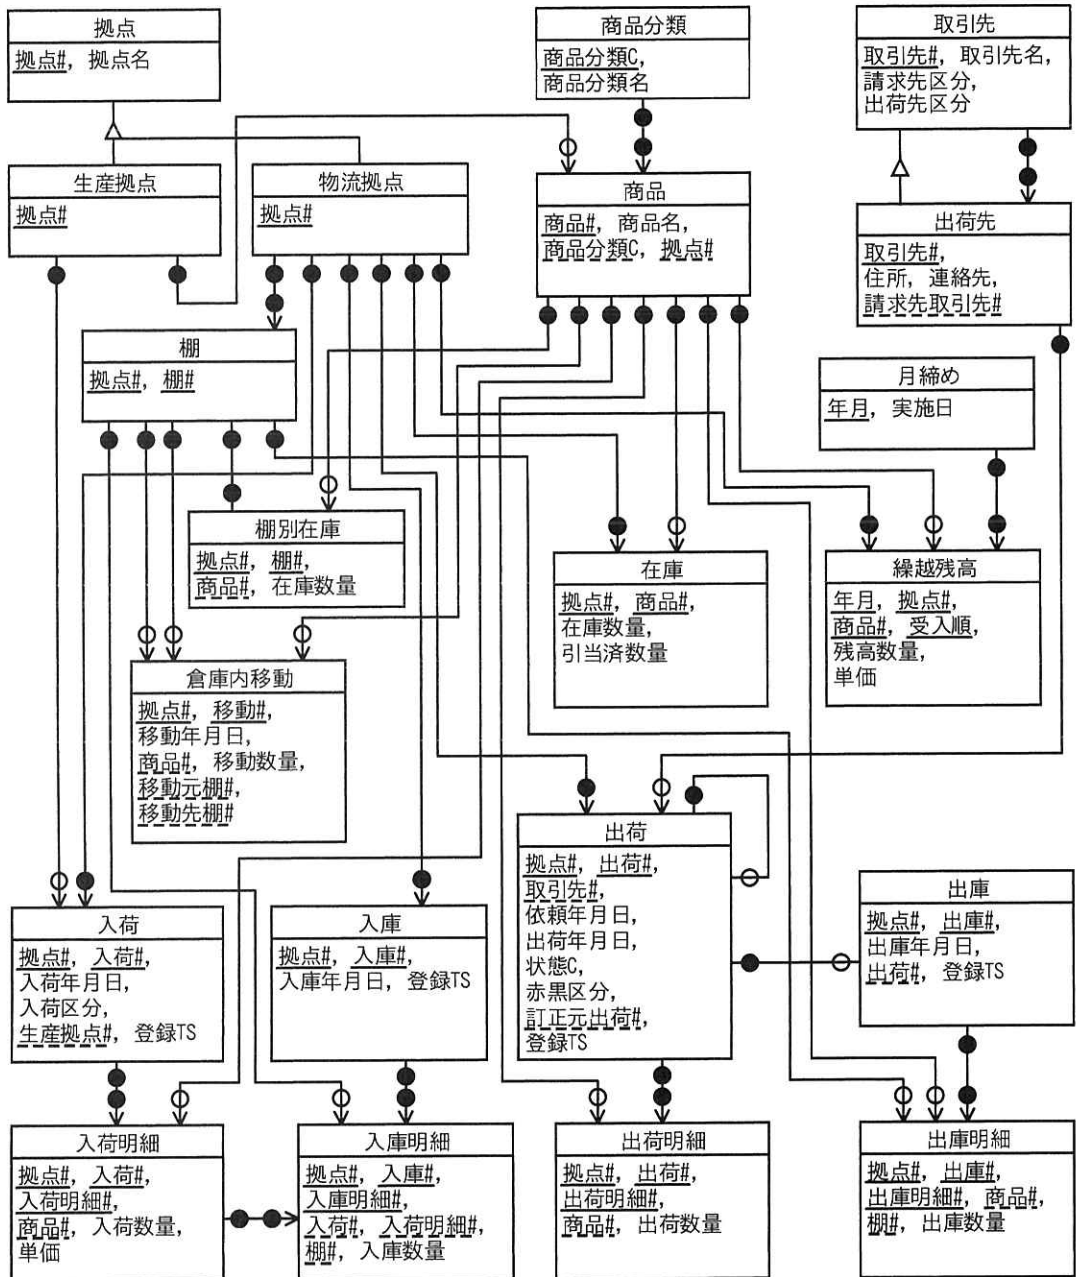 拠点
拠点#, 拠点名
商品分類
商品分類C,
商品分類名
取引先
取引先#, 取引先名,
請求先区分,
出荷先区分
生産拠点
拠点#
物流拠点
拠点#
商品
商品#, 商品名,
商品分類C, 拠点#
出荷先
取引先#,
住所, 連絡先,
請求先取引先#
棚
拠点#, 棚#
月締め
年月, 実施日
棚別在庫
拠点#, 棚#,
商品#, 在庫数量
在庫
拠点#, 商品#,
在庫数量,
引当済数量
繰越残高
年月, 拠点#,
商品#, 受入順,
残高数量,
単価
倉庫内移動
拠点#, 移動#,
移動年月日,
商品#, 移動数量,
移動元棚#,
移動先棚#
出荷
拠点#, 出荷#,
取引先#,
依頼年月日,
出荷年月日,
状態C,
赤黒区分,
訂正元出荷#,
登録TS
出庫
拠点#, 出庫#,
出庫年月日,
出荷#, 登録TS
入荷
拠点#, 入荷#,
入荷年月日,
入荷区分,
生産拠点#, 登録TS
入庫
拠点#, 入庫#,
入庫年月日, 登録TS
入荷明細
拠点#, 入荷#,
入荷明細#,
商品#, 入荷数量,
単価
入庫明細
拠点#, 入庫#,
入庫明細#,
入荷#, 入荷明細#,
棚#, 入庫数量
出荷明細
拠点#, 出荷#,
出荷明細#,
商品#, 出荷数量
出庫明細
拠点#, 出庫#,
出庫明細#, 商品#,
棚#, 出庫数量